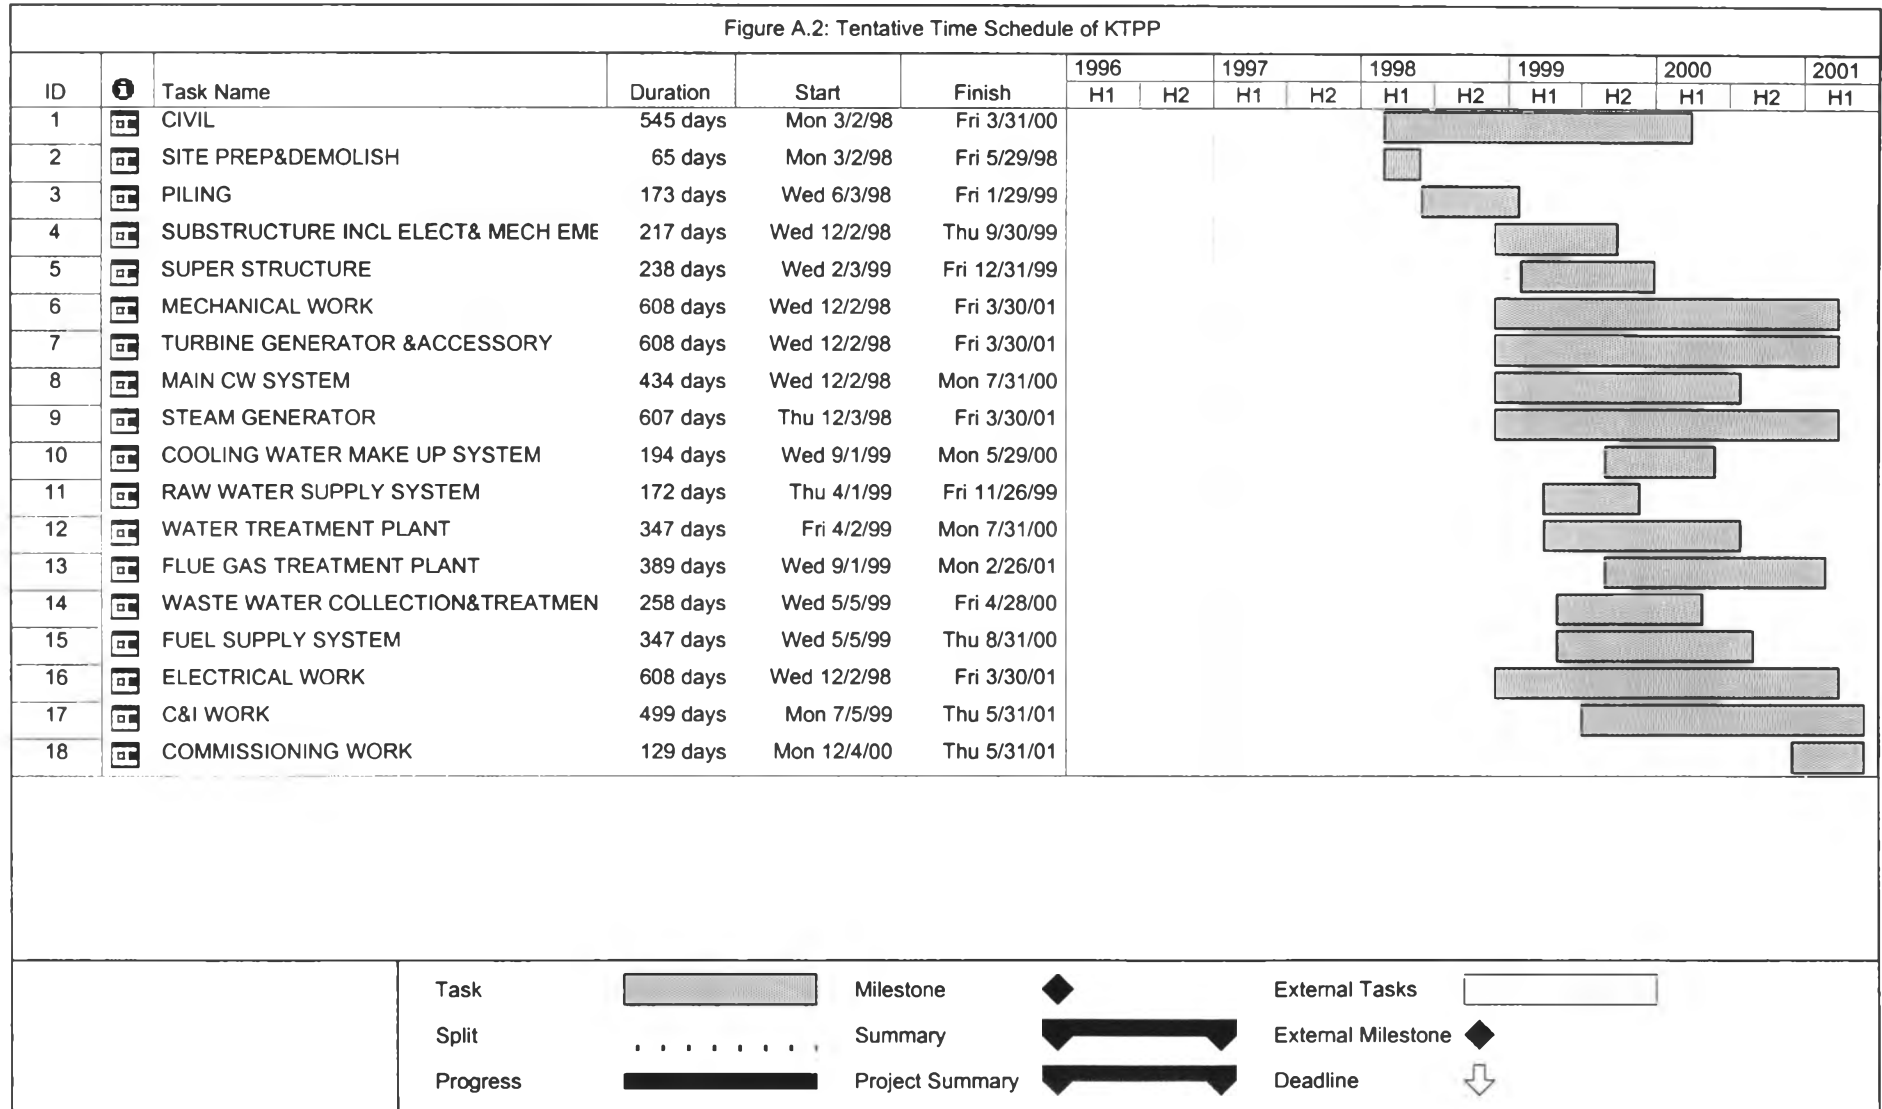 Figure A.2: Tentative Time Schedule of KTPP
1996 1997 1998 1999 2000 2001
ID Task Name Duration Start Finish H1 H2 H1 H2 H1 H2 H1 H2 H1 H2 H1
1 CIVIL 545 days Mon 3/2/98 Fri 3/31/00
2 SITE PREP&DEMOLISH 65 days Mon 3/2/98 Fri 5/29/98
3 PILING 173 days Wed 6/3/98 Fri 1/29/99
4 SUBSTRUCTURE INCL ELECT& MECH EME 217 days Wed 12/2/98 Thu 9/30/99
5 SUPER STRUCTURE 238 days Wed 2/3/99 Fri 12/31/99
6 MECHANICAL WORK 608 days Wed 12/2/98 Fri 3/30/01
7 TURBINE GENERATOR &ACCESSORY 608 days Wed 12/2/98 Fri 3/30/01
8 MAIN CW SYSTEM 434 days Wed 12/2/98 Mon 7/31/00
9 STEAM GENERATOR 607 days Thu 12/3/98 Fri 3/30/01
10 COOLING WATER MAKE UP SYSTEM 194 days Wed 9/1/99 Mon 5/29/00
11 RAW WATER SUPPLY SYSTEM 172 days Thu 4/1/99 Fri 11/26/99
12 WATER TREATMENT PLANT 347 days Fri 4/2/99 Mon 7/31/00
13 FLUE GAS TREATMENT PLANT 389 days Wed 9/1/99 Mon 2/26/01
14 WASTE WATER COLLECTION&TREATMEN 258 days Wed 5/5/99 Fri 4/28/00
15 FUEL SUPPLY SYSTEM 347 days Wed 5/5/99 Thu 8/31/00
16 ELECTRICAL WORK 608 days Wed 12/2/98 Fri 3/30/01
17 C&I WORK 499 days Mon 7/5/99 Thu 5/31/01
18 COMMISSIONING WORK 129 days Mon 12/4/00 Thu 5/31/01
Task Milestone External Tasks
Split Summary External Milestone
Progress Project Summary Deadline